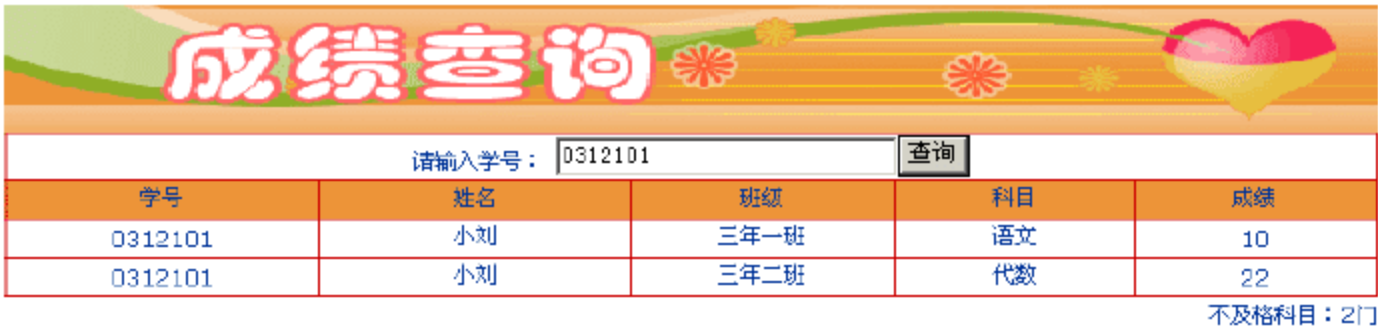 成绩查询
请输入学号： 0312101 查询
学号 姓名 班级 科目 成绩
0312101 小刘 三年一班 语文 10
0312101 小刘 三年二班 代数 22
不及格科目：2门